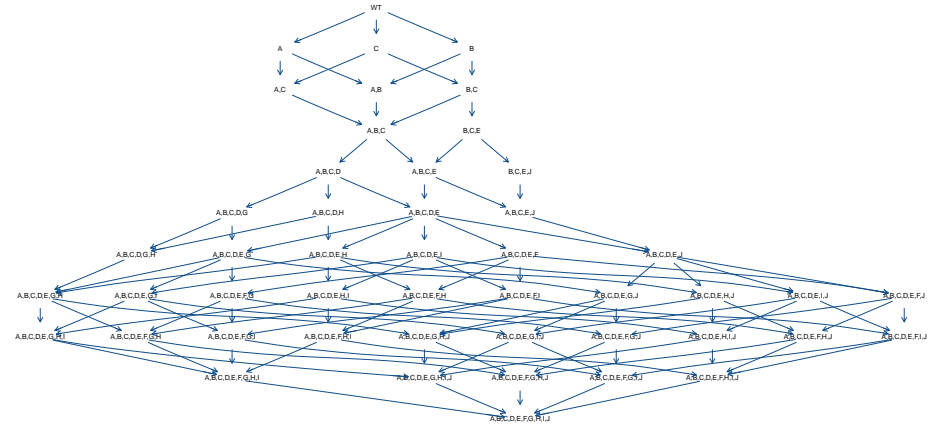 WT
A C B
A,C A,B B,C
A,B,C B,C,E
A,B,C,D A,B,C,E B,C,E,J
A,B,C,D,G A,B,C,D,H A,B,C,D,E A,B,C,E,J
A,B,C,D,G,H A,B,C,D,E,G A,B,C,D,E,H A,B,C,D,E,I A,B,C,D,E,F A,B,C,D,E,J
A,B,C,D,E,G,H A,B,C,D,E,G,I A,B,C,D,E,F,G A,B,C,D,E,H,I A,B,C,D,E,F,H A,B,C,D,E,F,I A,B,C,D,E,G,J A,B,C,D,E,H,J A,B,C,D,E,I,J A,B,C,D,E,F,J
A,B,C,D,E,G,H,I A,B,C,D,E,F,G,H A,B,C,D,E,F,G,I A,B,C,D,E,F,H,I A,B,C,D,E,G,H,J A,B,C,D,E,G,I,J A,B,C,D,E,F,G,J A,B,C,D,E,H,I,J A,B,C,D,E,F,H,J A,B,C,D,E,F,I,J
A,B,C,D,E,F,G,H,I A,B,C,D,E,G,H,I,J A,B,C,D,E,F,G,H,J A,B,C,D,E,F,G,I,J A,B,C,D,E,F,H,I,J
A,B,C,D,E,F,G,H,I,J